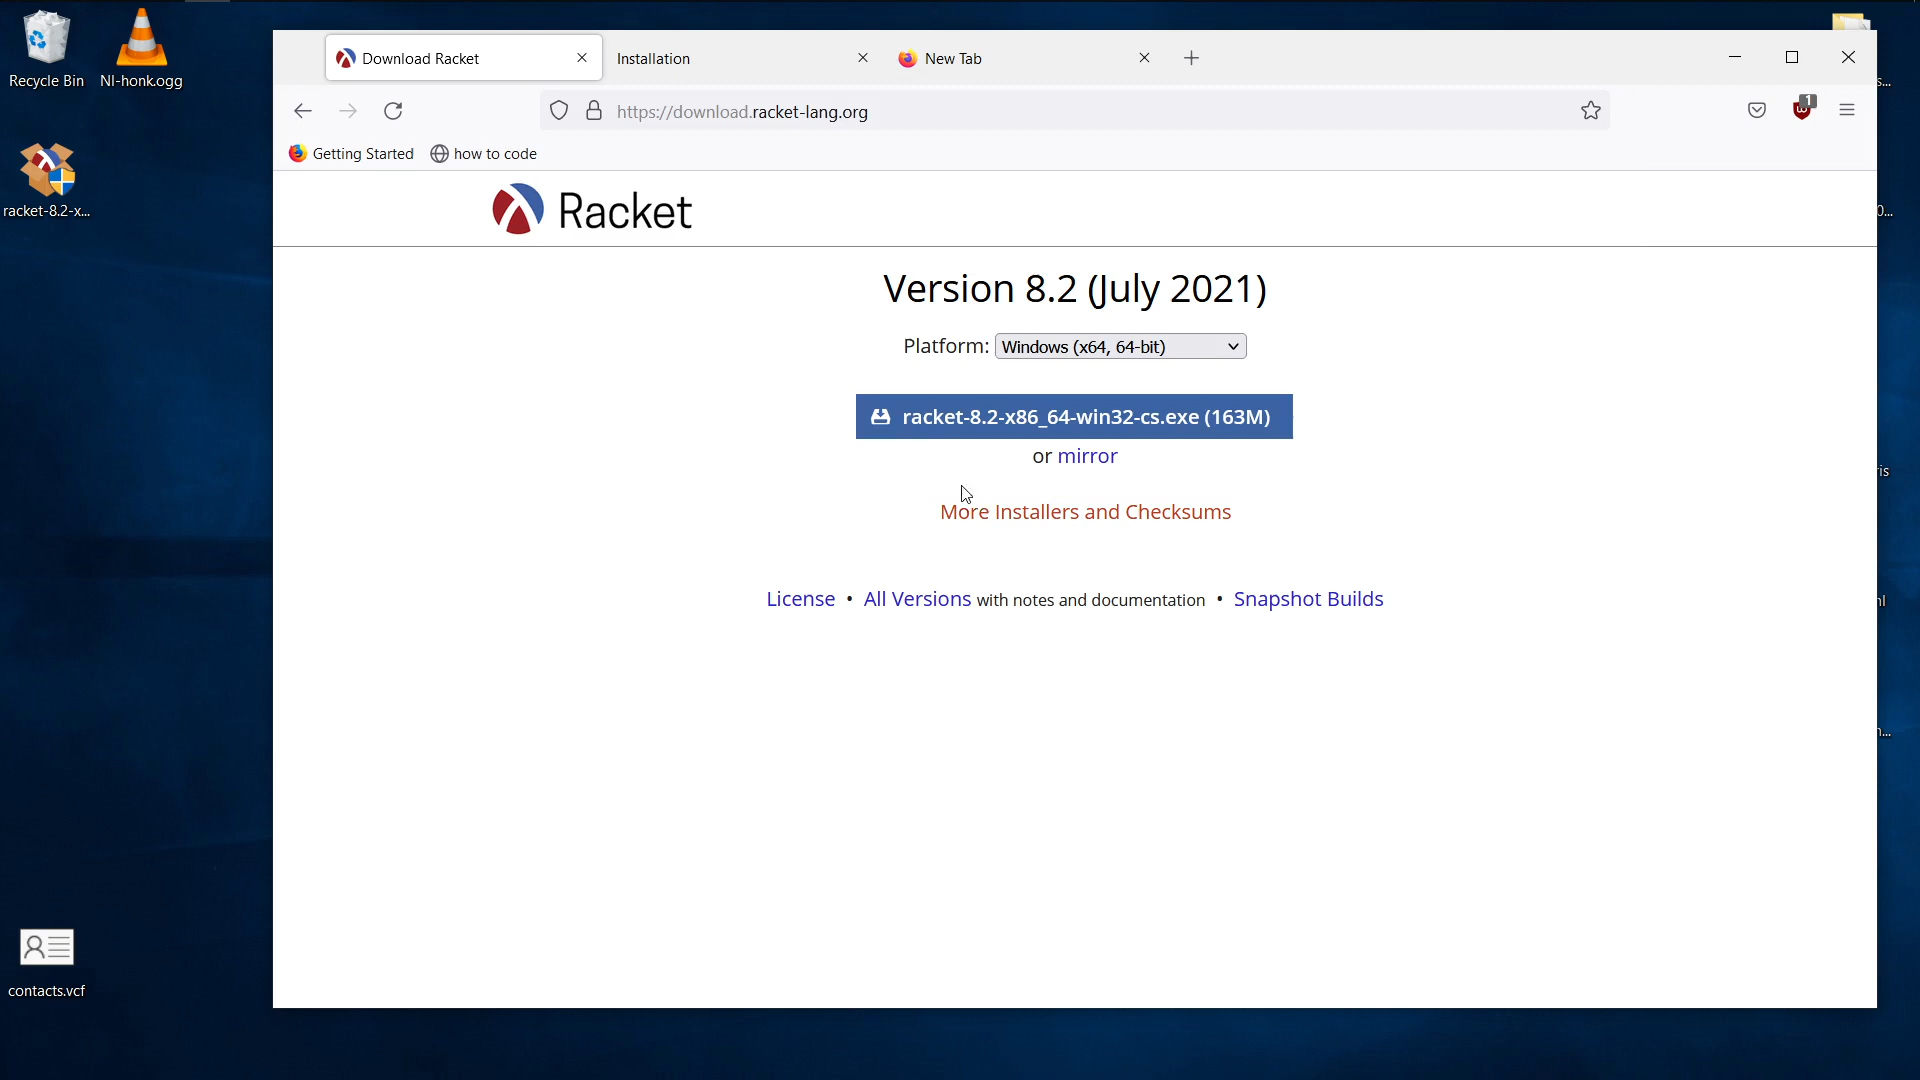 Recycle Bin
NI-honk.ogg
racket-8.2-x...
contacts.vcf
Download Racket
Installation
New Tab
https://download.racket-lang.org
1
Getting Started
how to code
Racket
Version 8.2 (July 2021)
Platform: Windows (x64, 64-bit)
racket-8.2-x86_64-win32-cs.exe (163M)
or mirror
More Installers and Checksums
License • All Versions with notes and documentation • Snapshot Builds